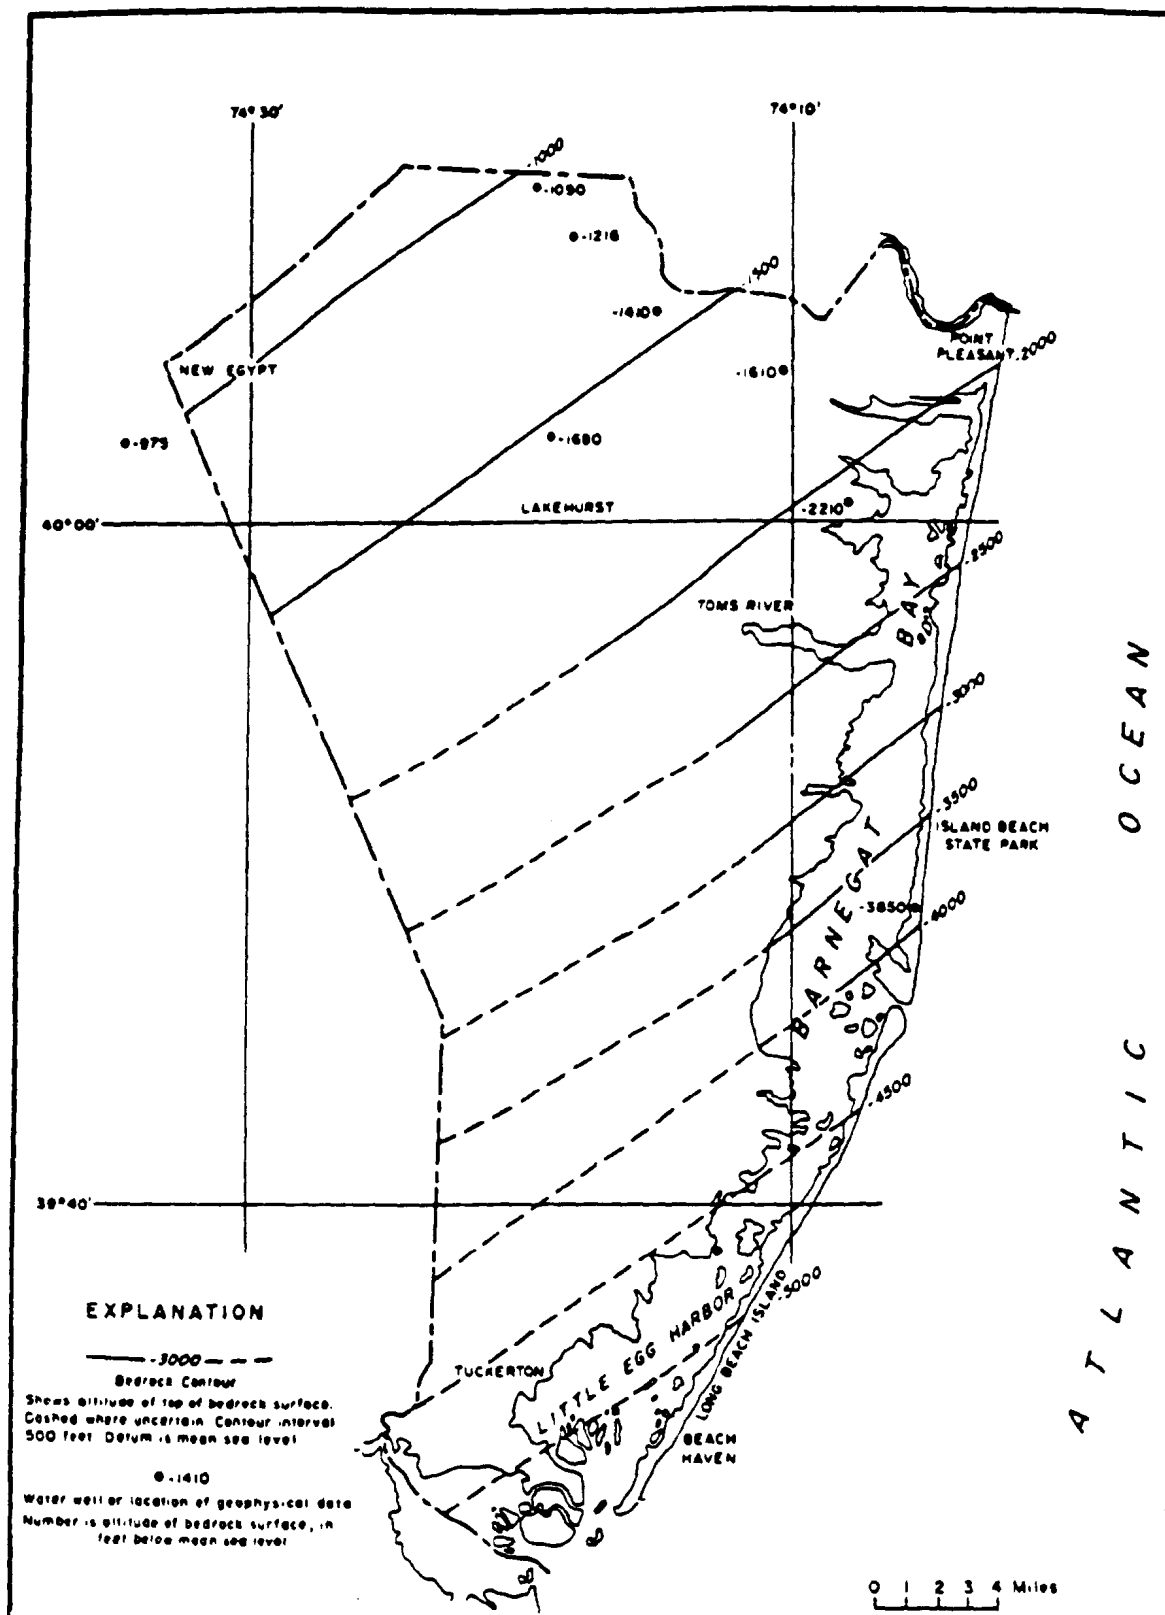 74° 30'
74° 10'
-1000
-1090
-1216
-1500
-1410
POINT
PLEASANT
-2000
NEW EGYPT
-1610
-975
-1680
40° 00'
LAKEHURST
-2210
-2500
TOMS RIVER
BAY
-3000
-3500
ISLAND BEACH
STATE PARK
BARNEGAT
-3850
-4000
ATLANTIC OCEAN
-4500
39° 40'
-5000
EXPLANATION
-3000
Bedrock Contour
Shows altitude of top of bedrock surface.
Dashed where uncertain. Contour interval
500 feet. Datum is mean sea level
-1410
Water well or location of geophysical data
Number is altitude of bedrock surface, in
feet below mean sea level
TUCKERTON
LITTLE EGG HARBOR
LONG BEACH ISLAND
BEACH
HAVEN
0 1 2 3 4 Miles